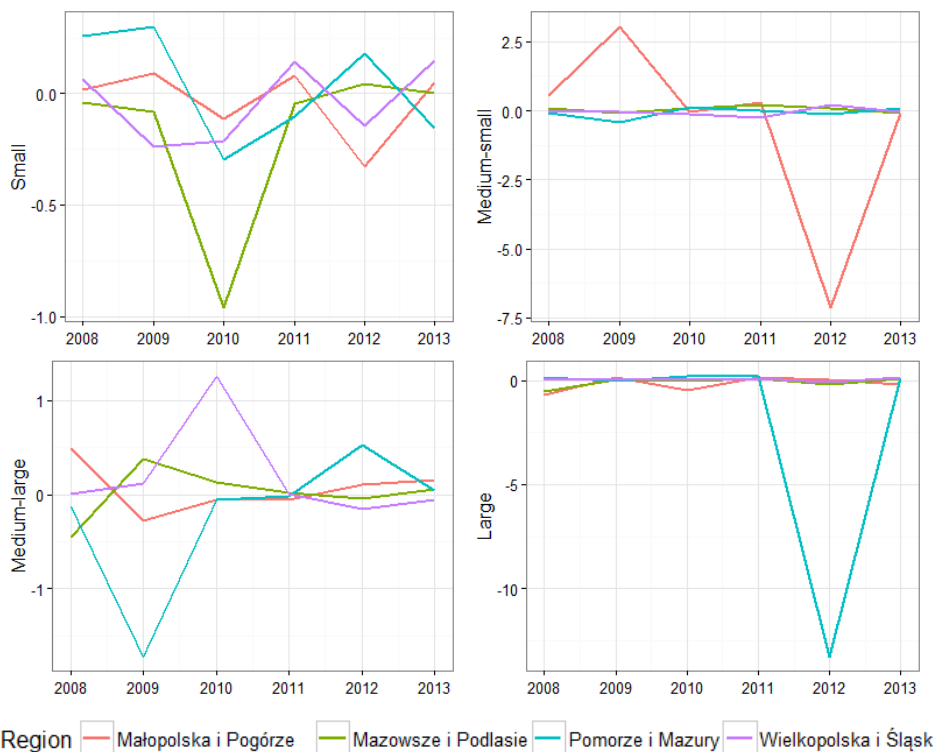 Small
0.0
-0.5
-1.0
2008 2009 2010 2011 2012 2013
Medium-small
2.5
0.0
-2.5
-5.0
-7.5
2008 2009 2010 2011 2012 2013
Medium-large
1
0
-1
2008 2009 2010 2011 2012 2013
Large
0
-5
-10
2008 2009 2010 2011 2012 2013
Region Małopolska i Pogórze Mazowsze i Podlasie Pomorze i Mazury Wielkopolska i Śląsk